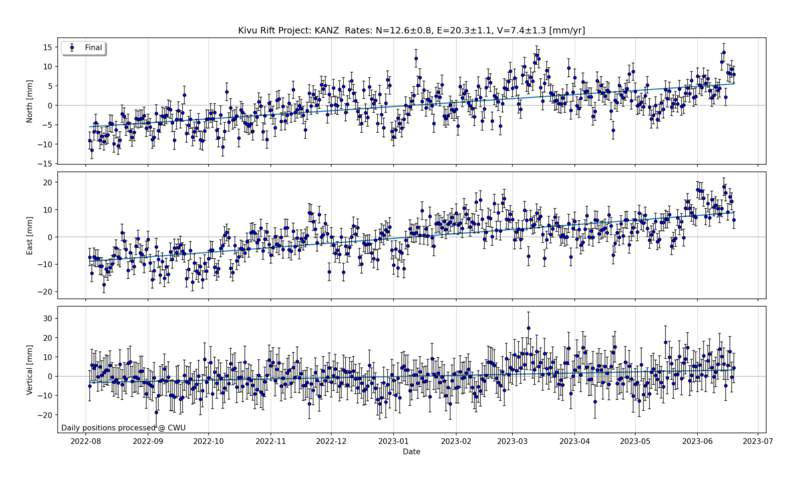 Kivu Rift Project: KANZ  Rates: N=12.6±0.8, E=20.3±1.1, V=7.4±1.3 [mm/yr]
Final
North [mm]
15
10
5
0
−5
−10
−15
East [mm]
20
10
0
−10
−20
Vertical [mm]
30
20
10
0
−10
−20
Daily positions processed @ CWU
2022-08 2022-09 2022-10 2022-11 2022-12 2023-01 2023-02 2023-03 2023-04 2023-05 2023-06 2023-07
Date